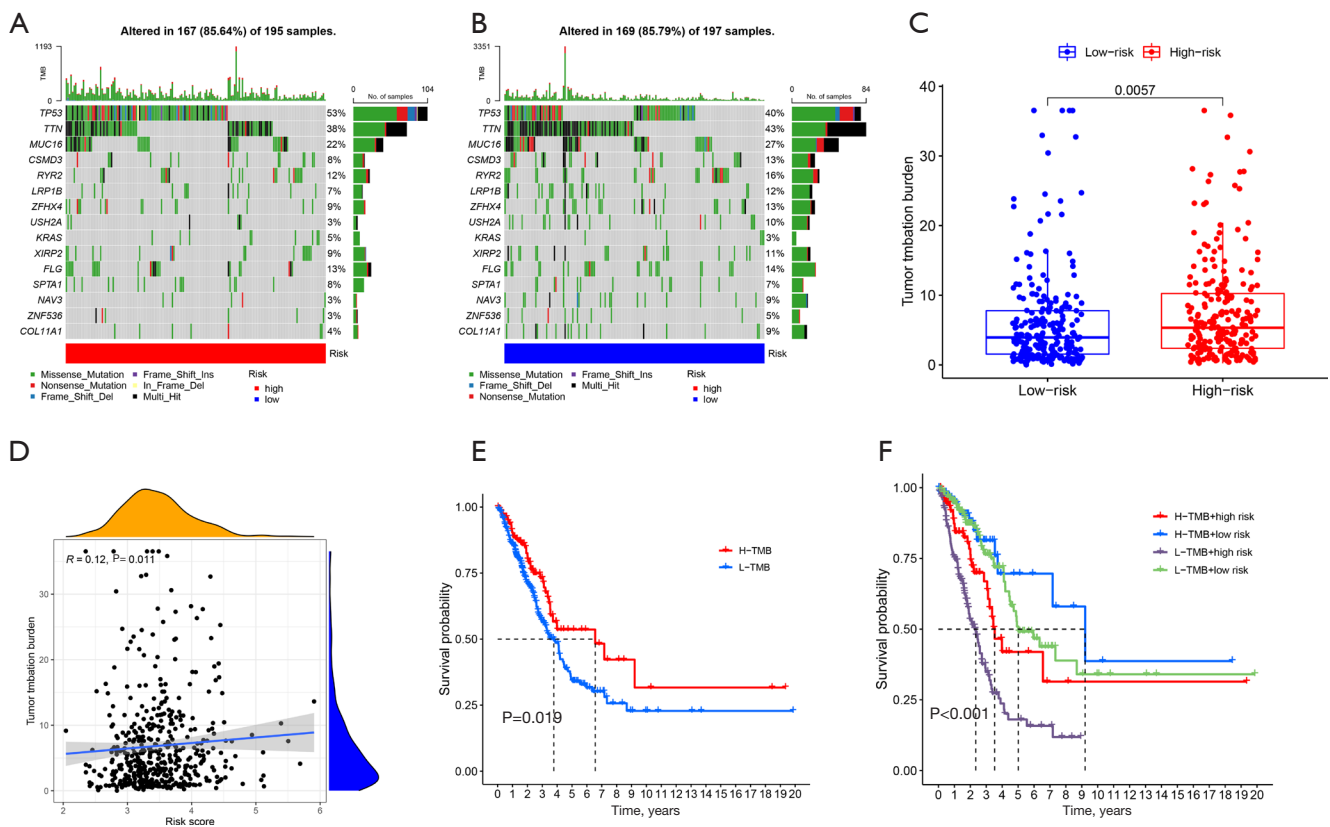 A
Altered in 167 (85.64%) of 195 samples.
1193
TMB
0
No. of samples
0
104
TP53 53%
TTN 38%
MUC16 22%
CSMD3 8%
RYR2 12%
LRP1B 7%
ZFHX4 9%
USH2A 3%
KRAS 5%
XIRP2 9%
FLG 13%
SPTA1 8%
NAV3 3%
ZNF536 3%
COL11A1 4%
Risk
Missense_Mutation
Nonsense_Mutation
Frame_Shift_Del
Frame_Shift_Ins
In_Frame_Del
Multi_Hit
Risk
high
low
B
Altered in 169 (85.79%) of 197 samples.
3351
TMB
0
No. of samples
0
84
TP53 40%
TTN 43%
MUC16 27%
CSMD3 13%
RYR2 16%
LRP1B 12%
ZFHX4 13%
USH2A 10%
KRAS 3%
XIRP2 11%
FLG 14%
SPTA1 7%
NAV3 9%
ZNF536 5%
COL11A1 9%
Risk
Missense_Mutation
Frame_Shift_Del
Nonsense_Mutation
Frame_Shift_Ins
Multi_Hit
Risk
high
low
C
Low-risk High-risk
0.0057
Tumor tmbation burden
40
30
20
10
0
Low-risk High-risk
D
R = 0.12, P= 0.011
Tumor tmbation burden
30
20
10
0
2 3 4 5 6
Risk score
E
H-TMB
L-TMB
Survival probability
1.00
0.75
0.50
0.25
0.00
P=0.019
0 1 2 3 4 5 6 7 8 9 10 11 12 13 14 15 16 17 18 19 20
Time, years
F
H-TMB+high risk
H-TMB+low risk
L-TMB+high risk
L-TMB+low risk
Survival probability
1.00
0.75
0.50
0.25
0.00
P<0.001
0 1 2 3 4 5 6 7 8 9 10 11 12 13 14 15 16 17 18 19 20
Time, years